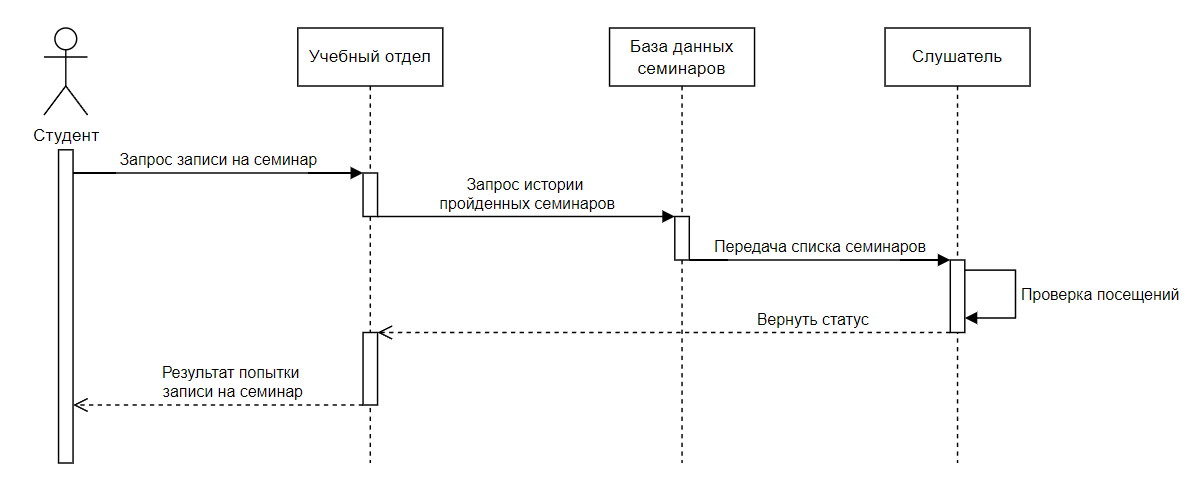 Студент
Учебный отдел
База данных
семинаров
Слушатель
Запрос записи на семинар
Запрос истории
пройденных семинаров
Передача списка семинаров
Проверка посещений
Вернуть статус
Результат попытки
записи на семинар